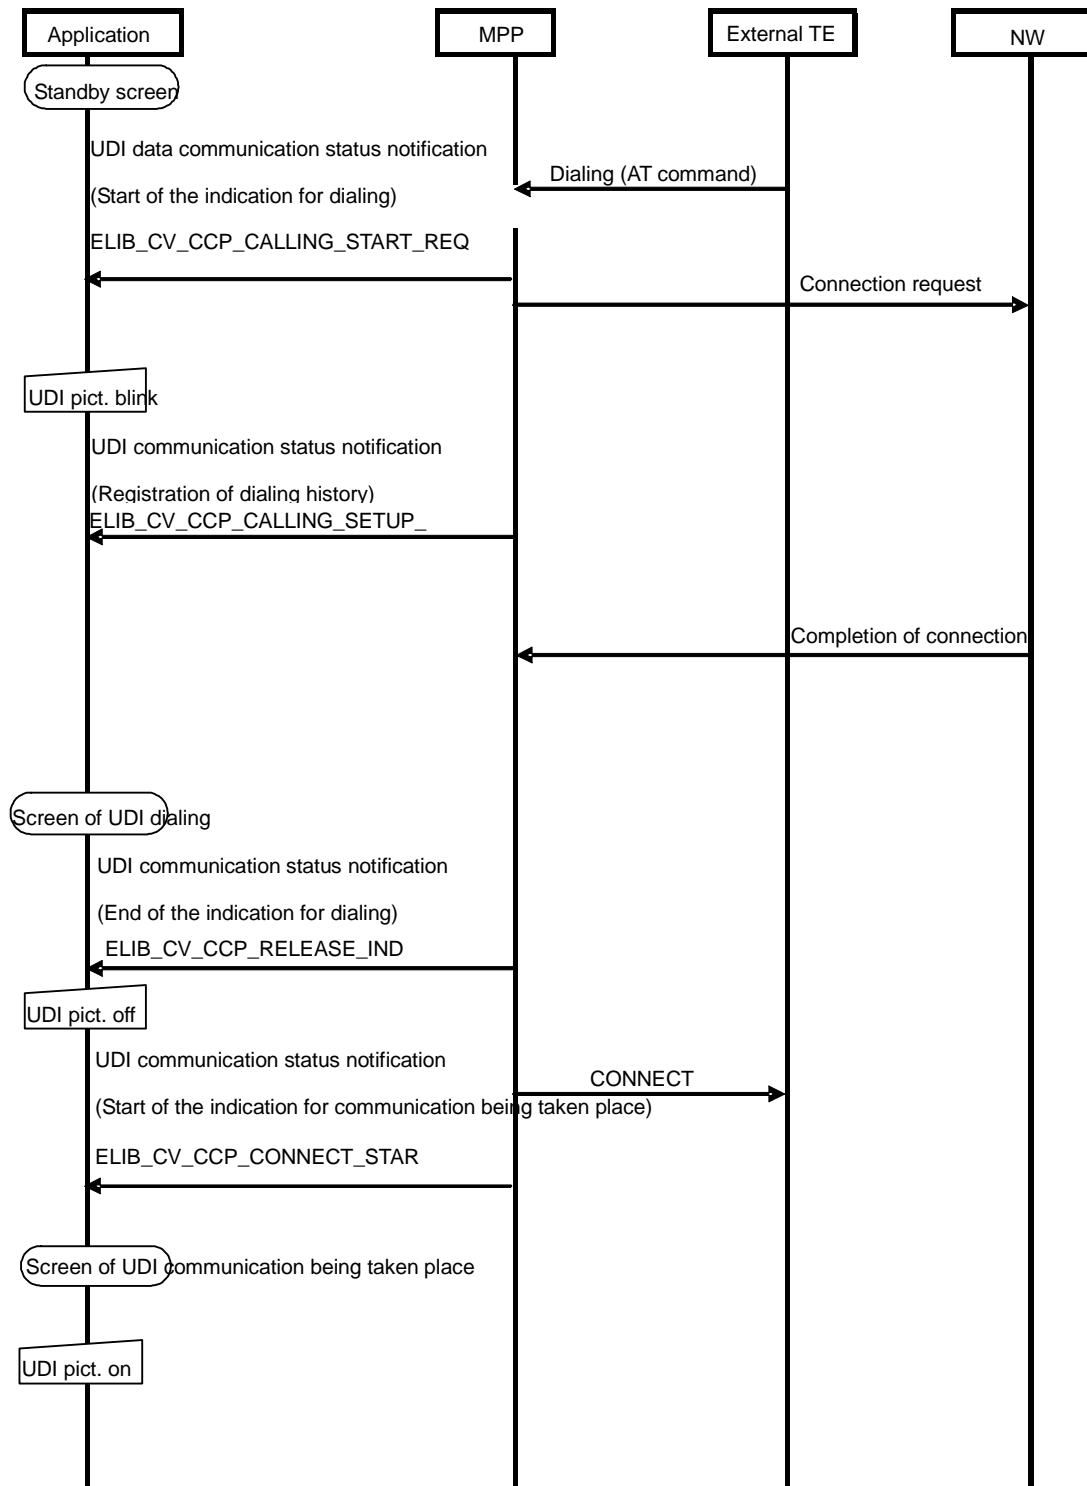 Application
MPP
External TE
NW
Standby screen
UDI data communication status notification
Dialing (AT command)
(Start of the indication for dialing)
ELIB_CV_CCP_CALLING_START_REQ
Connection request
UDI pict. blink
UDI communication status notification
(Registration of dialing history)
ELIB_CV_CCP_CALLING_SETUP_
Completion of connection
Screen of UDI dialing
UDI communication status notification
(End of the indication for dialing)
ELIB_CV_CCP_RELEASE_IND
UDI pict. off
UDI communication status notification
CONNECT
(Start of the indication for communication being taken place)
ELIB_CV_CCP_CONNECT_STAR
Screen of UDI communication being taken place
UDI pict. on